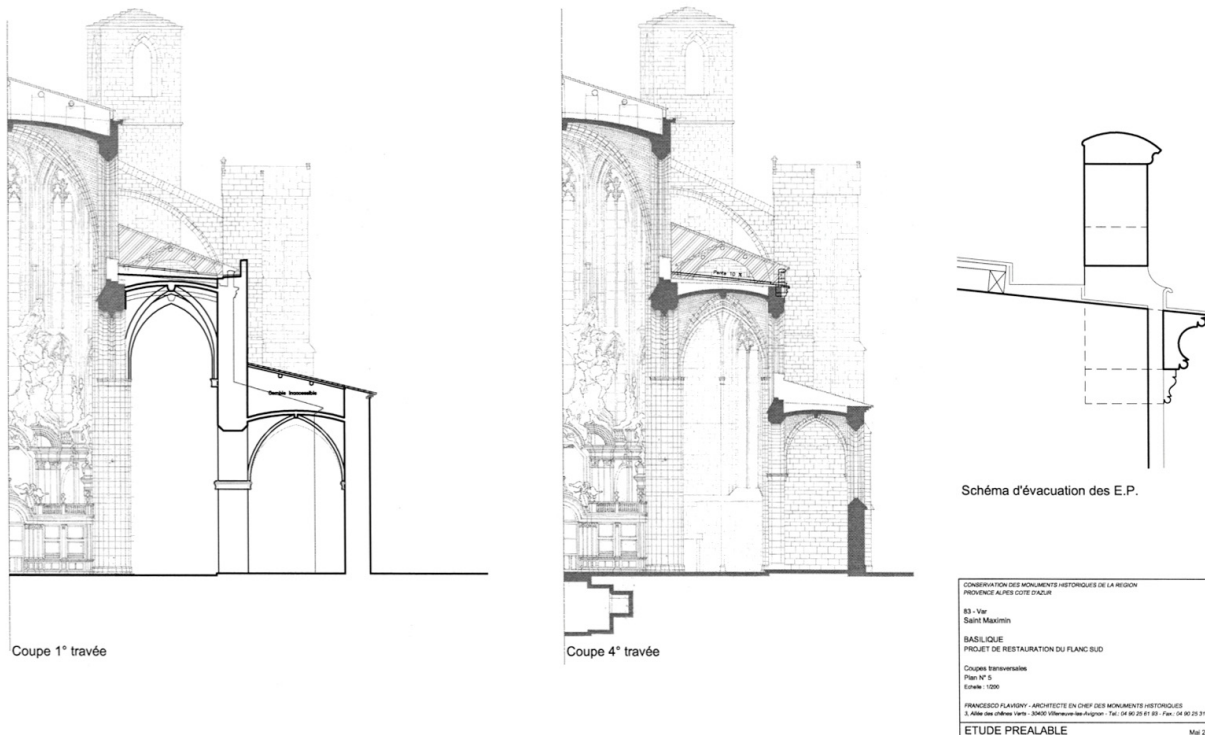 Pente 12 %
Comble inaccessible
Schéma d'évacuation des E.P.
Coupe 1° travée
Coupe 4° travée
CONSERVATION DES MONUMENTS HISTORIQUES DE LA REGION
PROVENCE ALPES COTE D'AZUR
83 - Var
Saint Maximin
BASILIQUE
PROJET DE RESTAURATION DU FLANC SUD
Coupes transversales
Plan N° 5
Echelle : 1/200
FRANCESCO FLAVIGNY - ARCHITECTE EN CHEF DES MONUMENTS HISTORIQUES
3, Allée des chênes Verts - 30400 Villeneuve-les-Avignon - Tel.: 04 90 25 61 93 - Fax.: 04 90 25 31
ETUDE PREALABLE
Mai 2